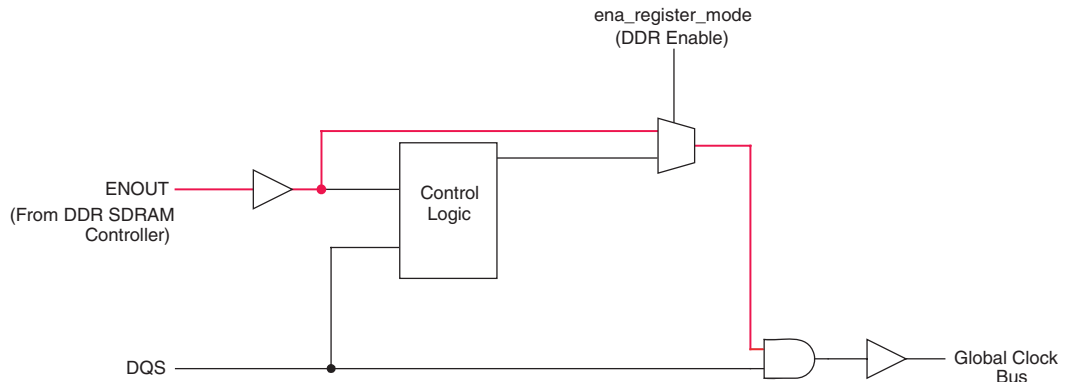 ena_register_mode
(DDR Enable)
ENOUT
(From DDR SDRAM
Controller)
Control
Logic
DQS
Global Clock
Bus